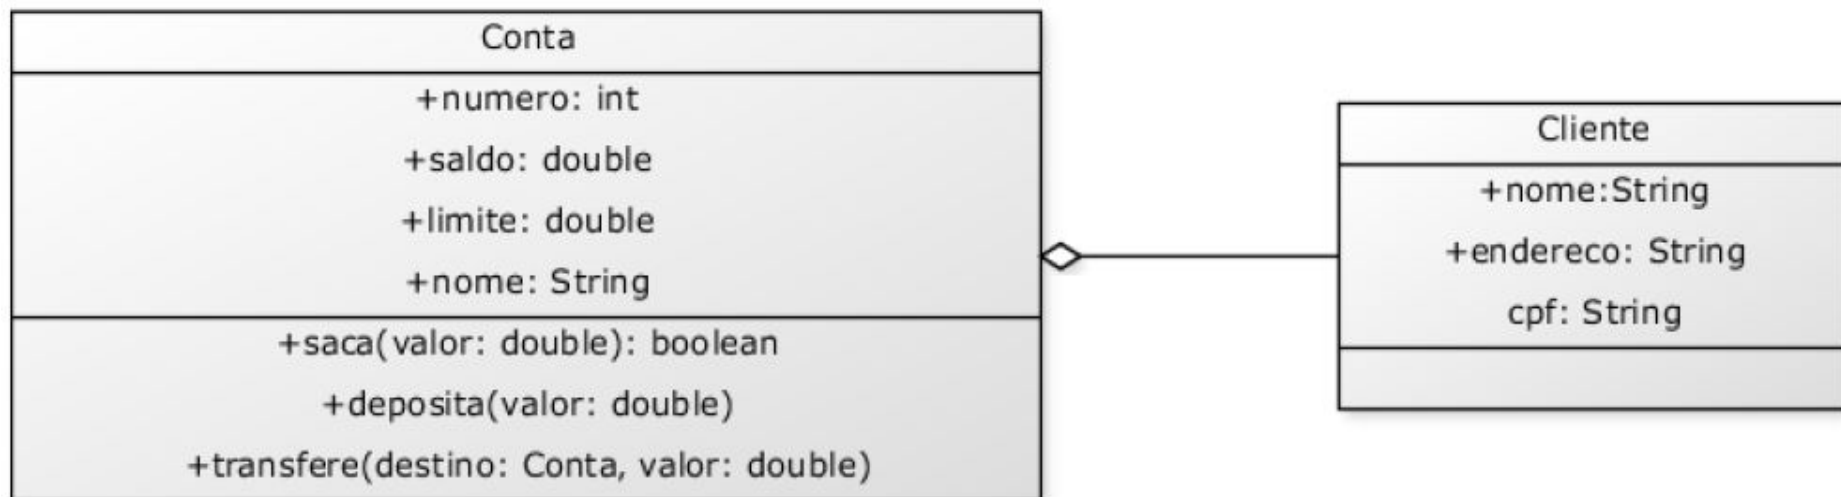 Conta
+numero: int
+saldo: double
+limite: double
+nome: String
+saca(valor: double): boolean
+deposita(valor: double)
+transfere(destino: Conta, valor: double)
Cliente
+nome:String
+endereco: String
cpf: String